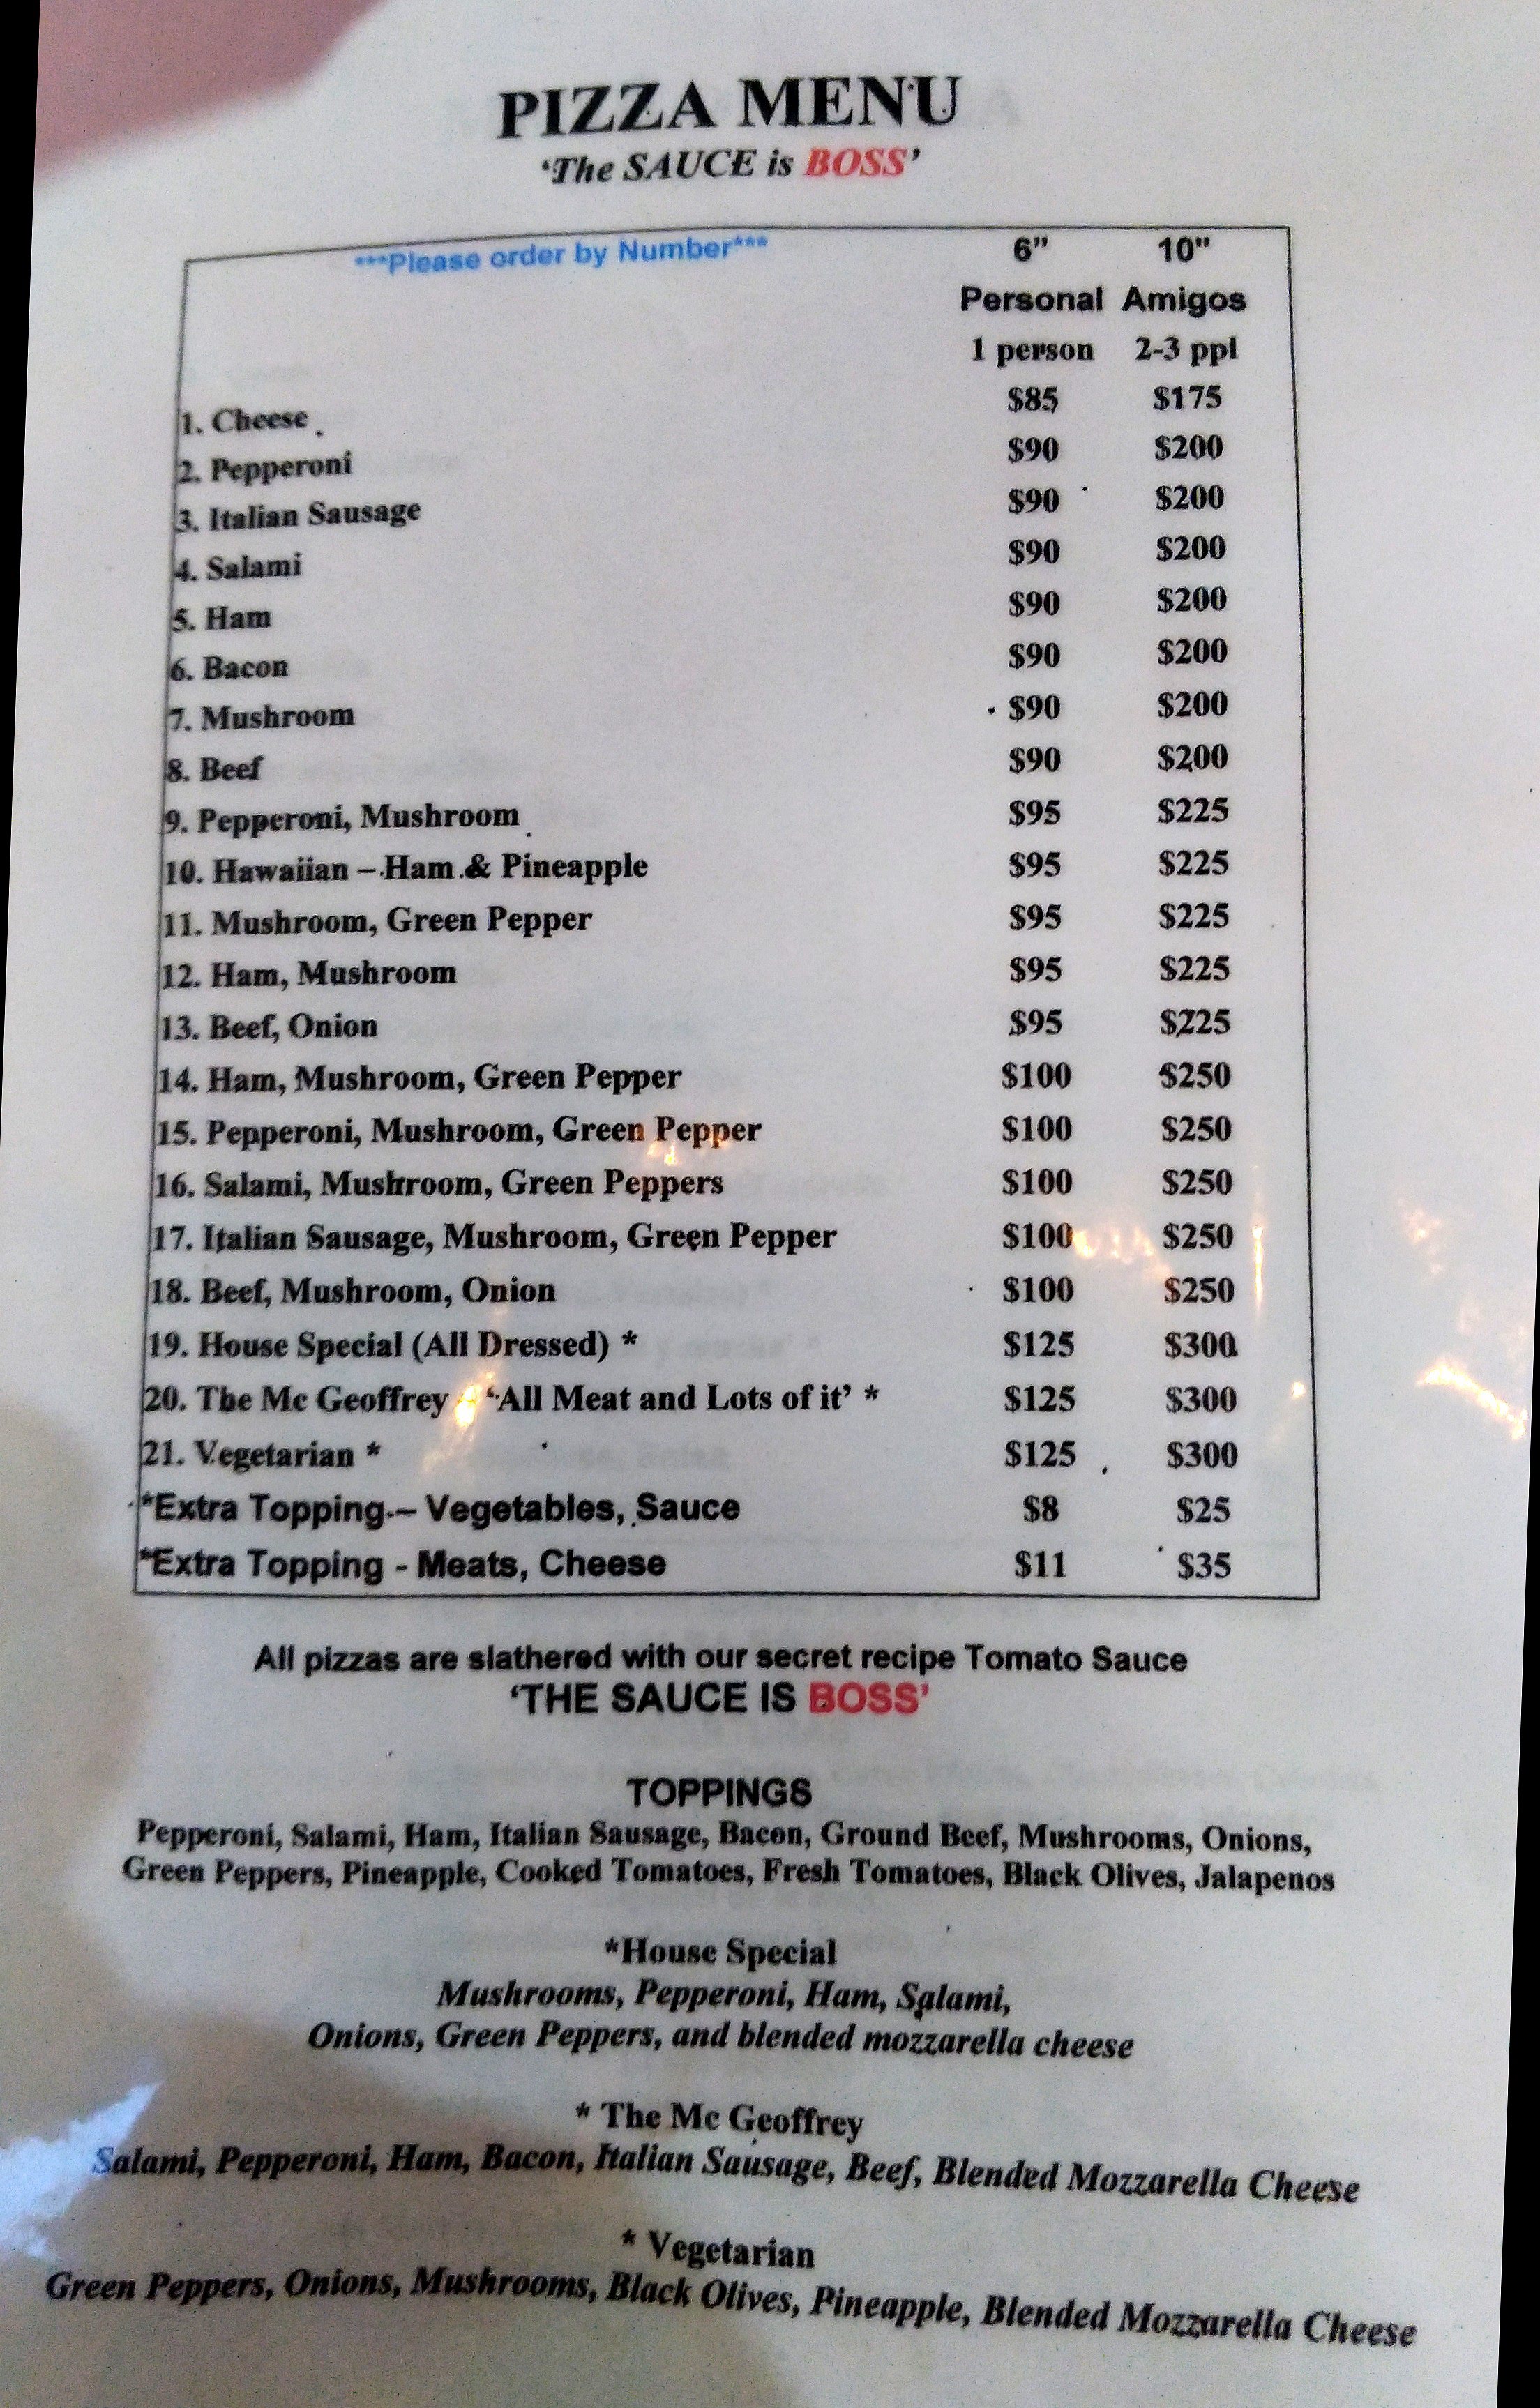 PIZZA MENU
'The SAUCE is BOSS'
***Please order by Number*** 6" 10"
Personal Amigos
1 person 2-3 ppl
1. Cheese $85 $175
2. Pepperoni $90 $200
3. Italian Sausage $90 $200
4. Salami $90 $200
5. Ham $90 $200
6. Bacon $90 $200
7. Mushroom $90 $200
8. Beef $90 $200
9. Pepperoni, Mushroom $95 $225
10. Hawaiian – Ham & Pineapple $95 $225
11. Mushroom, Green Pepper $95 $225
12. Ham, Mushroom $95 $225
13. Beef, Onion $95 $225
14. Ham, Mushroom, Green Pepper $100 $250
15. Pepperoni, Mushroom, Green Pepper $100 $250
16. Salami, Mushroom, Green Peppers $100 $250
17. Italian Sausage, Mushroom, Green Pepper $100 $250
18. Beef, Mushroom, Onion $100 $250
19. House Special (All Dressed) * $125 $300
20. The Mc Geoffrey 'All Meat and Lots of it' * $125 $300
21. Vegetarian * $125 $300
*Extra Topping – Vegetables, Sauce $8 $25
*Extra Topping - Meats, Cheese $11 $35
All pizzas are slathered with our secret recipe Tomato Sauce
'THE SAUCE IS BOSS'
TOPPINGS
Pepperoni, Salami, Ham, Italian Sausage, Bacon, Ground Beef, Mushrooms, Onions,
Green Peppers, Pineapple, Cooked Tomatoes, Fresh Tomatoes, Black Olives, Jalapenos
*House Special
Mushrooms, Pepperoni, Ham, Salami,
Onions, Green Peppers, and blended mozzarella cheese
* The Mc Geoffrey
Salami, Pepperoni, Ham, Bacon, Italian Sausage, Beef, Blended Mozzarella Cheese
* Vegetarian
Green Peppers, Onions, Mushrooms, Black Olives, Pineapple, Blended Mozzarella Cheese